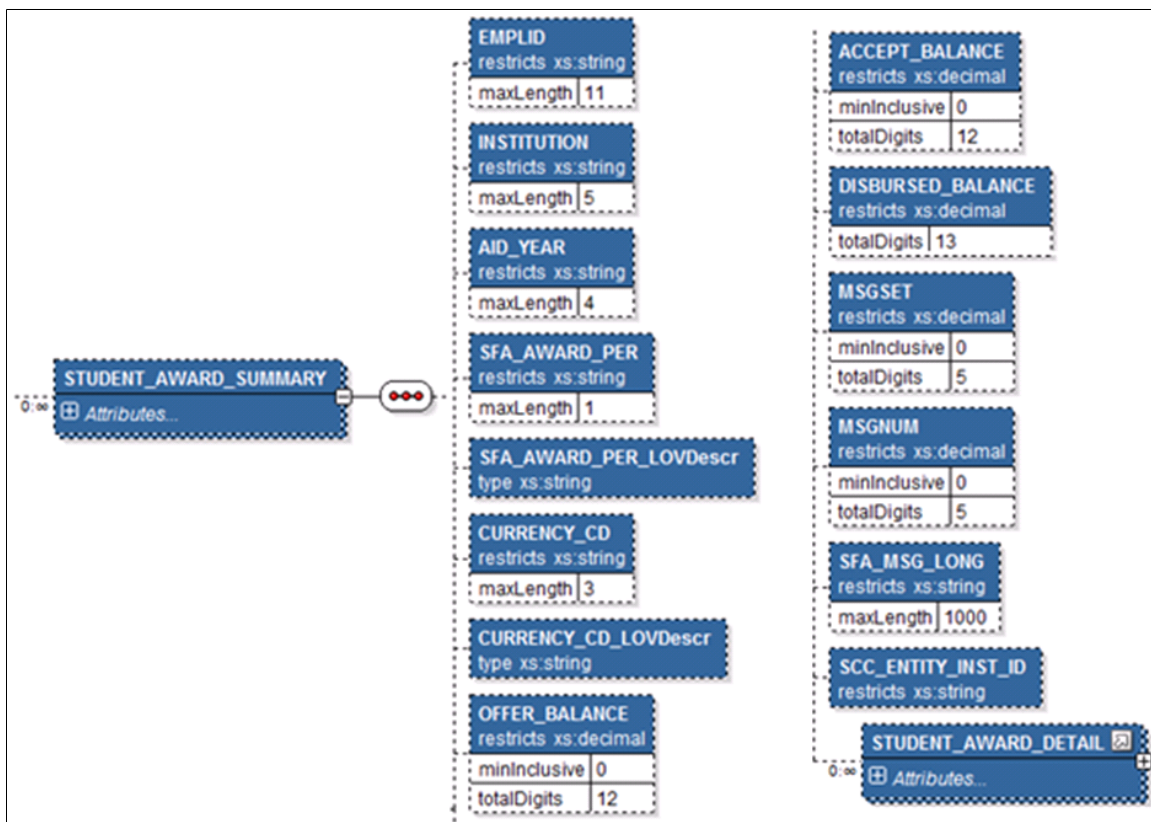 STUDENT_AWARD_SUMMARY
0:∞
Attributes...
EMPLID
restricts xs:string
maxLength 11
INSTITUTION
restricts xs:string
maxLength 5
AID_YEAR
restricts xs:string
maxLength 4
SFA_AWARD_PER
restricts xs:string
maxLength 1
SFA_AWARD_PER_LOVDescr
type xs:string
CURRENCY_CD
restricts xs:string
maxLength 3
CURRENCY_CD_LOVDescr
type xs:string
OFFER_BALANCE
restricts xs:decimal
minInclusive 0
totalDigits 12
ACCEPT_BALANCE
restricts xs:decimal
minInclusive 0
totalDigits 12
DISBURSED_BALANCE
restricts xs:decimal
totalDigits 13
MSGSET
restricts xs:decimal
minInclusive 0
totalDigits 5
MSGNUM
restricts xs:decimal
minInclusive 0
totalDigits 5
SFA_MSG_LONG
restricts xs:string
maxLength 1000
SCC_ENTITY_INST_ID
restricts xs:string
STUDENT_AWARD_DETAIL
0:∞
Attributes...